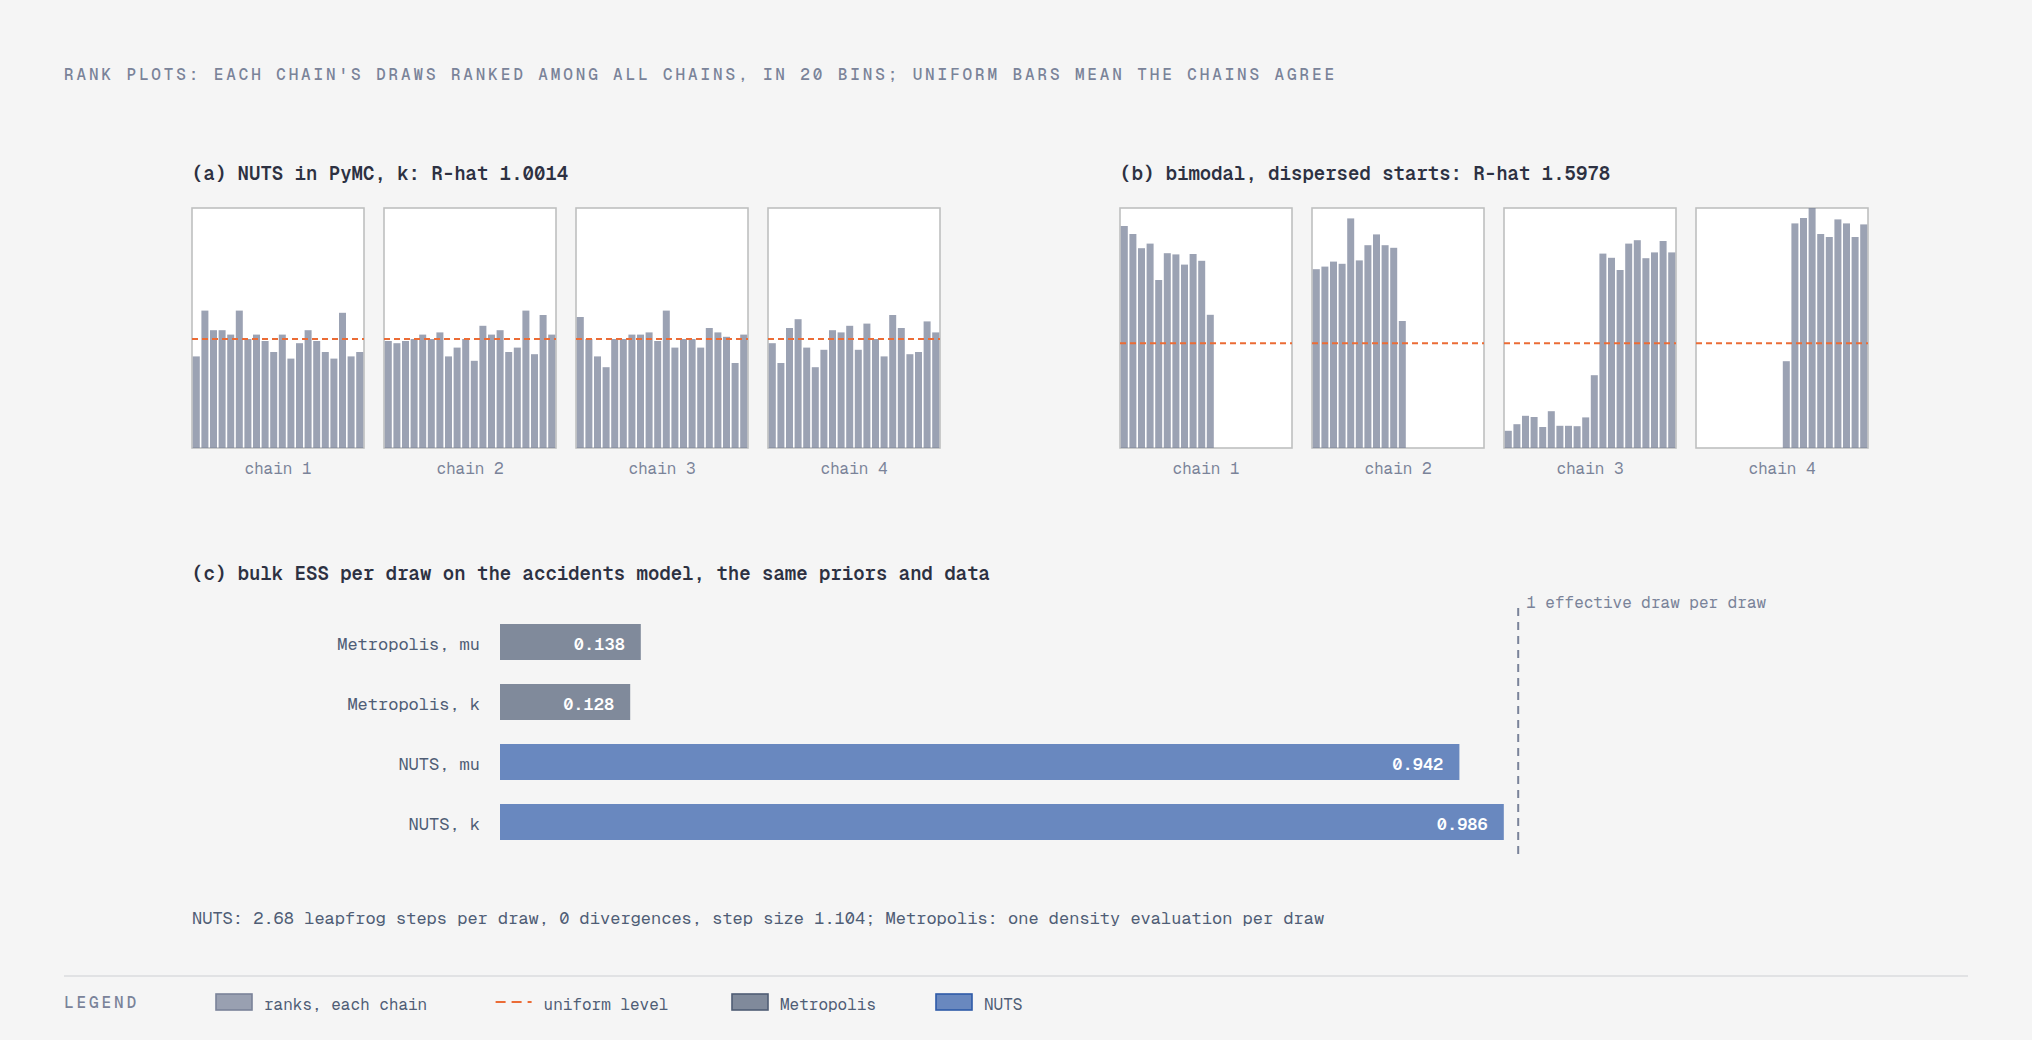 RANK PLOTS: EACH CHAIN'S DRAWS RANKED AMONG ALL CHAINS, IN 20 BINS; UNIFORM BARS MEAN THE CHAINS AGREE
(a) NUTS in PyMC, k: R-hat 1.0014
(b) bimodal, dispersed starts: R-hat 1.5978
chain 1
chain 2
chain 3
chain 4
chain 1
chain 2
chain 3
chain 4
(c) bulk ESS per draw on the accidents model, the same priors and data
1 effective draw per draw
Metropolis, mu
0.138
Metropolis, k
0.128
NUTS, mu
0.942
NUTS, k
0.986
NUTS: 2.68 leapfrog steps per draw, 0 divergences, step size 1.104; Metropolis: one density evaluation per draw
LEGEND
ranks, each chain
uniform level
Metropolis
NUTS